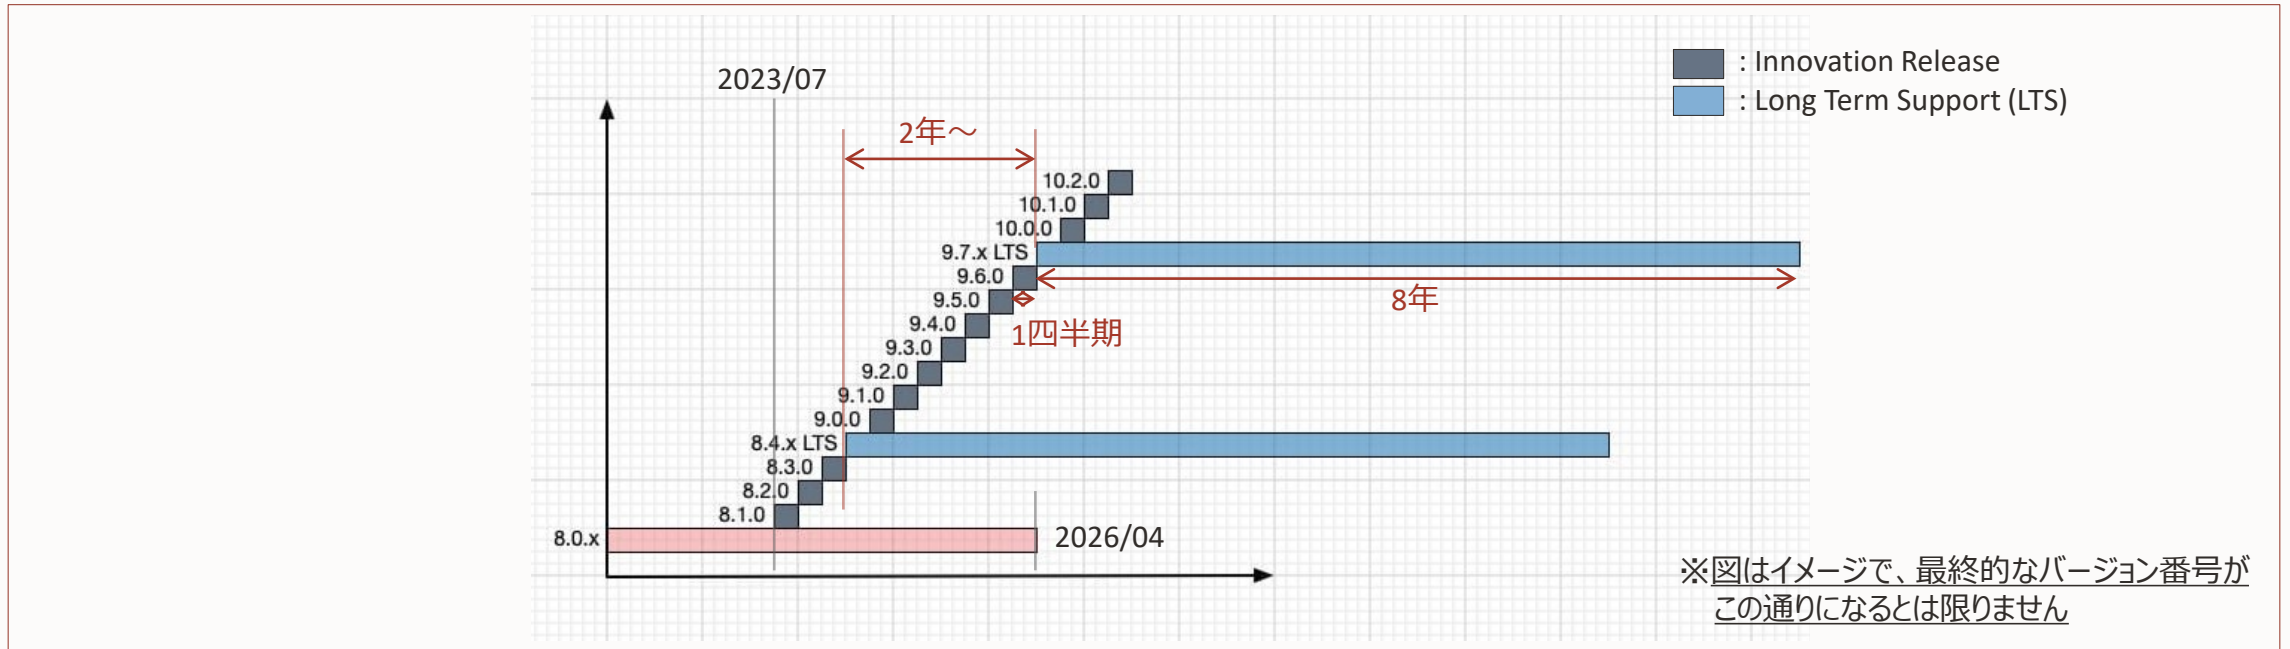 : Innovation Release
: Long Term Support (LTS)
2023/07
2年～
10.2.0
10.1.0
10.0.0
9.7.x LTS
9.6.0
8年
9.5.0
1四半期
9.4.0
9.3.0
9.2.0
9.1.0
9.0.0
8.4.x LTS
8.3.0
8.2.0
8.1.0
8.0.x
2026/04
※図はイメージで、最終的なバージョン番号が
この通りになるとは限りません